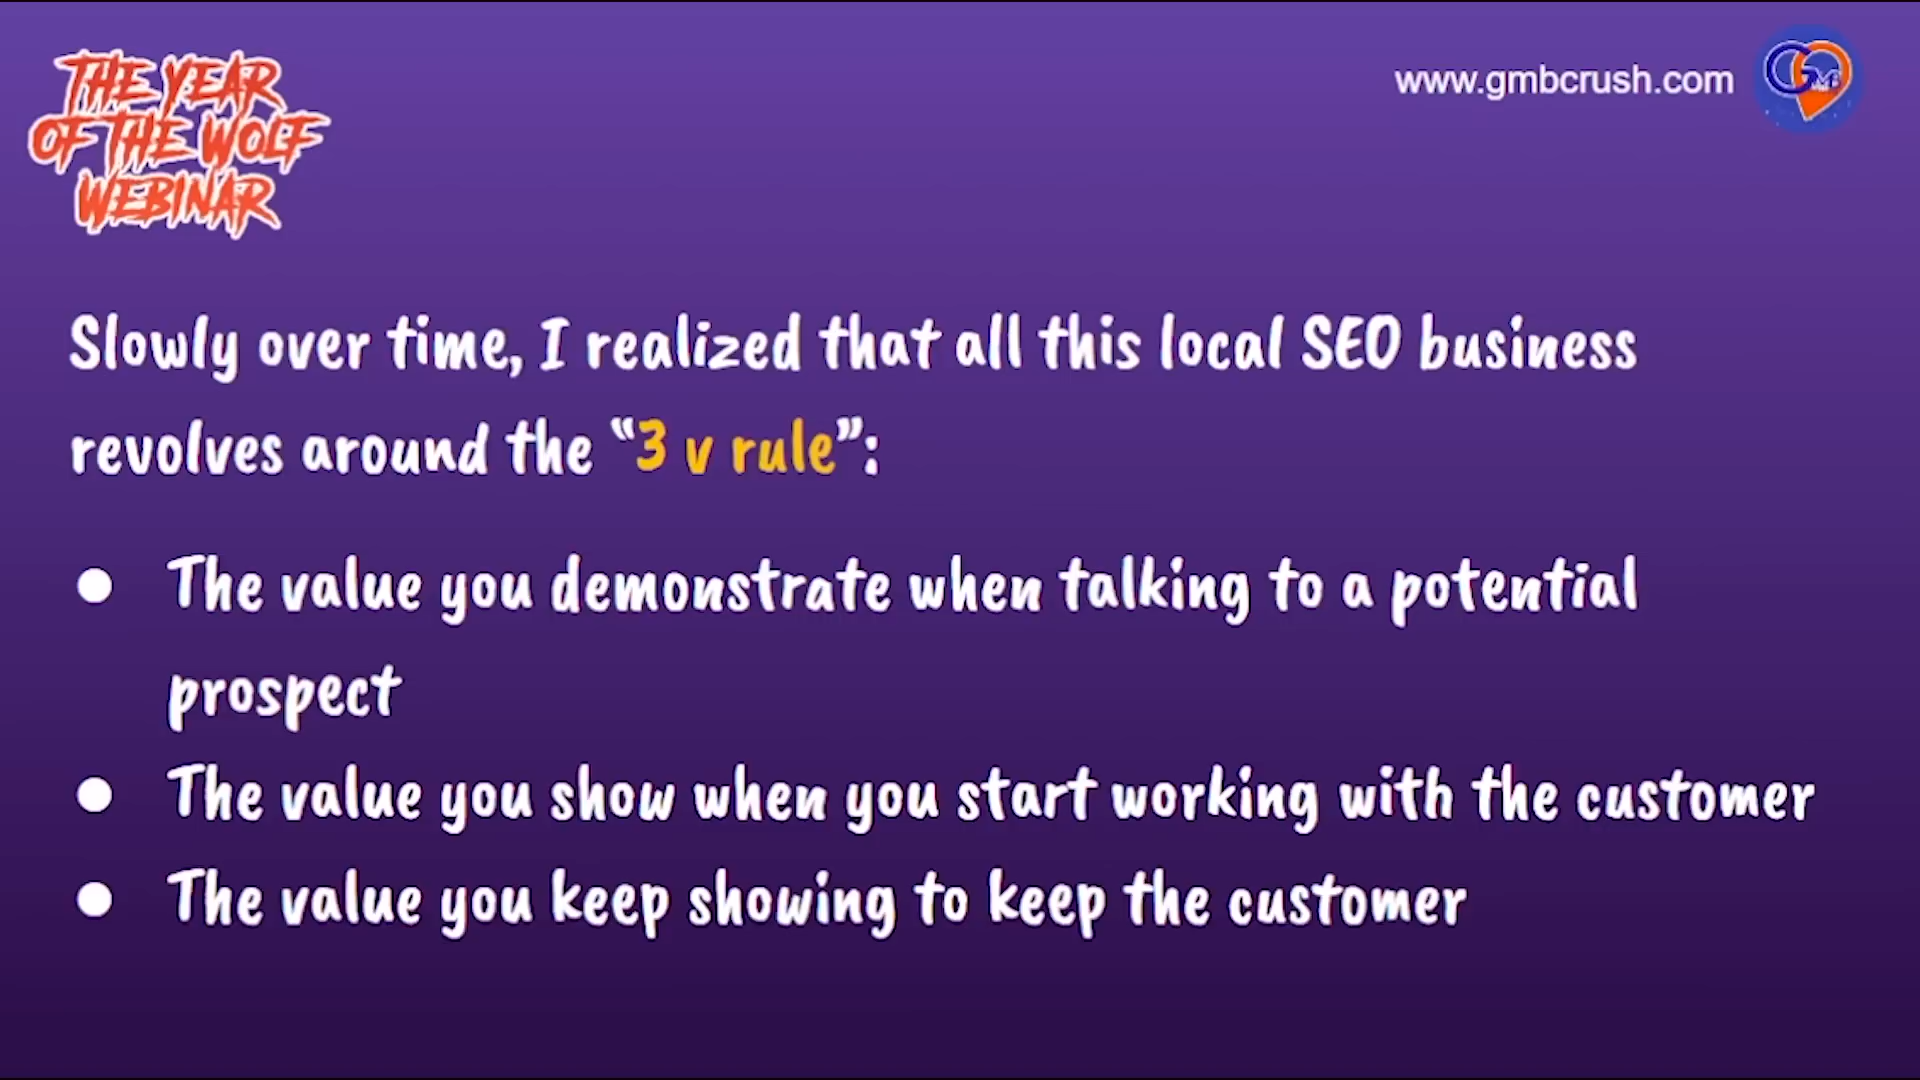 THE YEAR
OF THE WOLF
WEBINAR
www.gmbcrush.com
GMB
Slowly over time, I realized that all this local SEO business
revolves around the “3 v rule”:
● The value you demonstrate when talking to a potential
prospect
● The value you show when you start working with the customer
● The value you keep showing to keep the customer